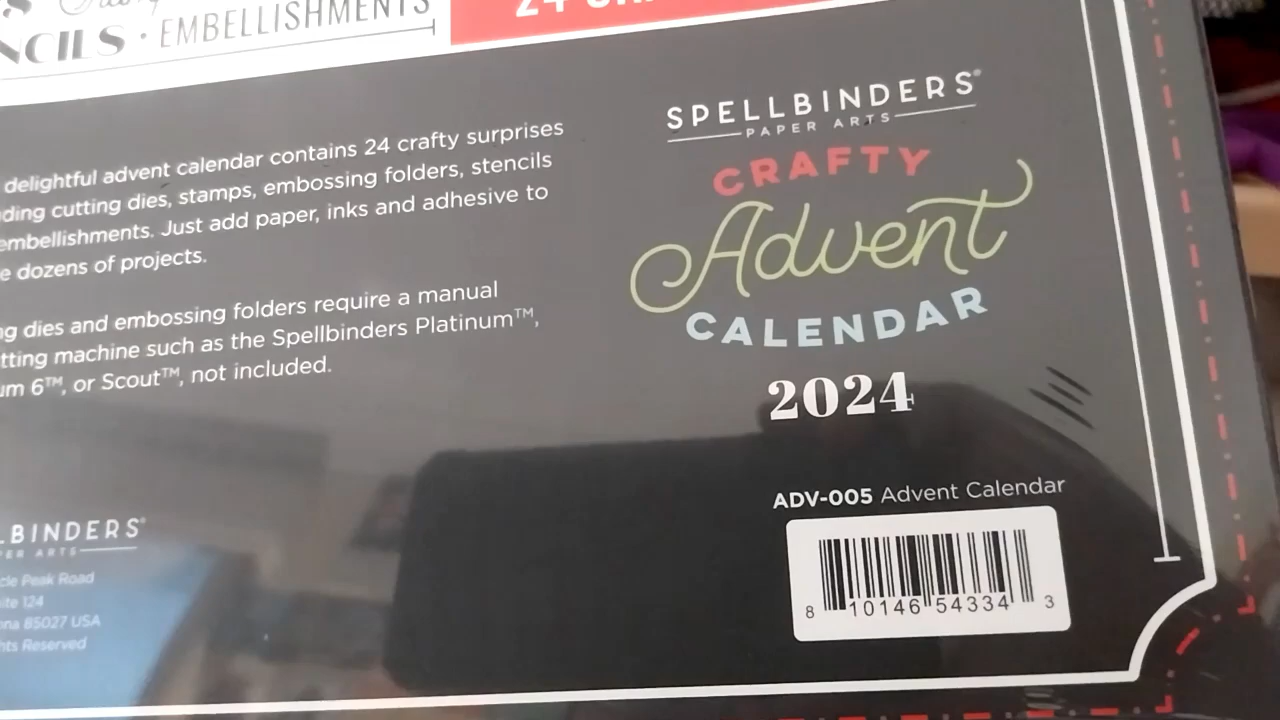 NCILS · EMBELLISHMENTS
24
delightful advent calendar contains 24 crafty surprises
ding cutting dies, stamps, embossing folders, stencils
embellishments. Just add paper, inks and adhesive to
e dozens of projects.
ng dies and embossing folders require a manual
tting machine such as the Spellbinders Platinum™,
um 6™, or Scout™, not included.
SPELLBINDERS®
PAPER ARTS
CRAFTY
Advent
CALENDAR
2024
ADV-005 Advent Calendar
8 10146 54334 3
LBINDERS®
PER ARTS
cle Peak Road
ite 124
na 85027 USA
hts Reserved